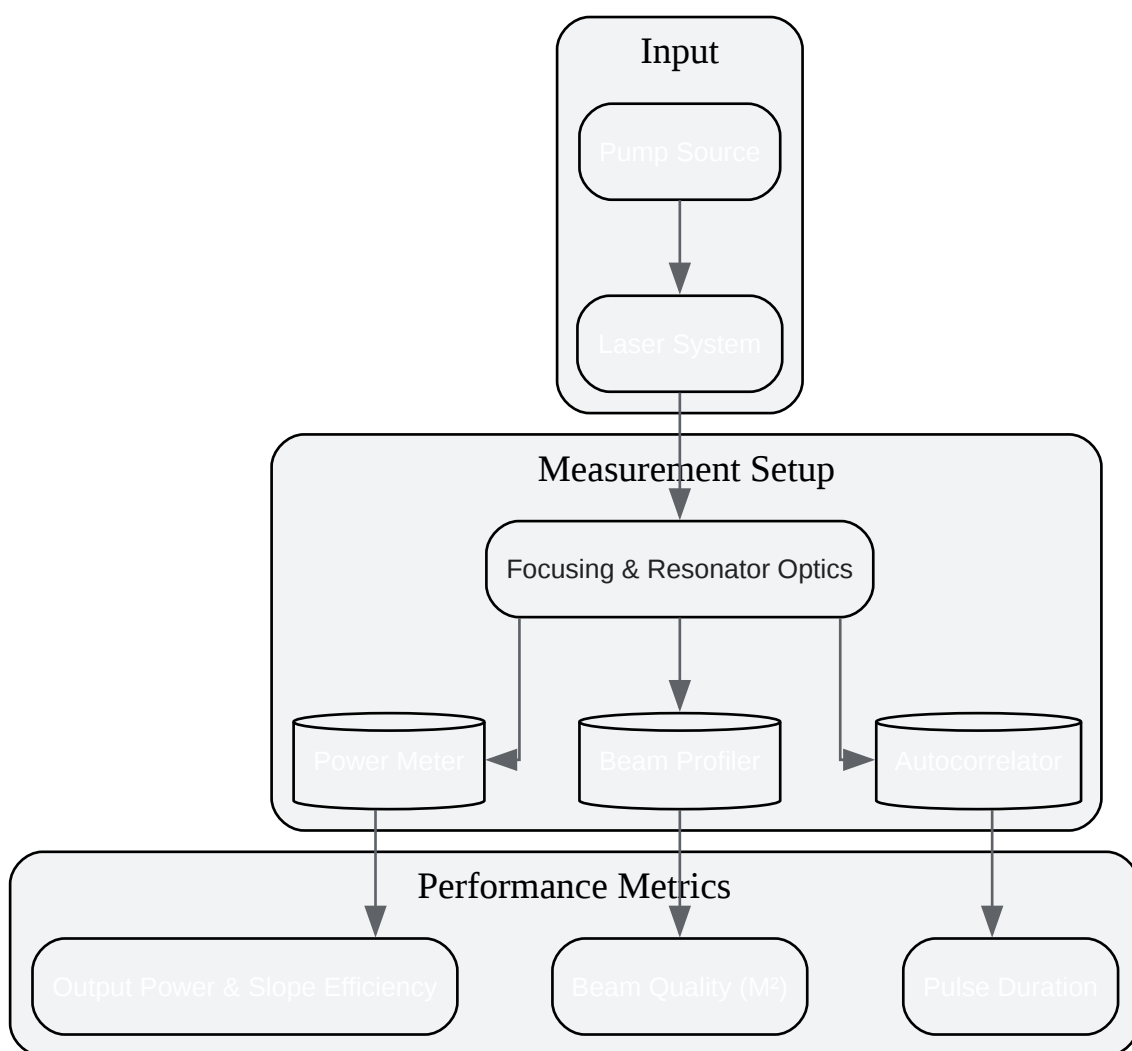 Input
Pump Source
Laser System
Measurement Setup
Focusing & Resonator Optics
Power Meter
Beam Profiler
Autocorrelator
Performance Metrics
Output Power & Slope Efficiency
Beam Quality (M²)
Pulse Duration